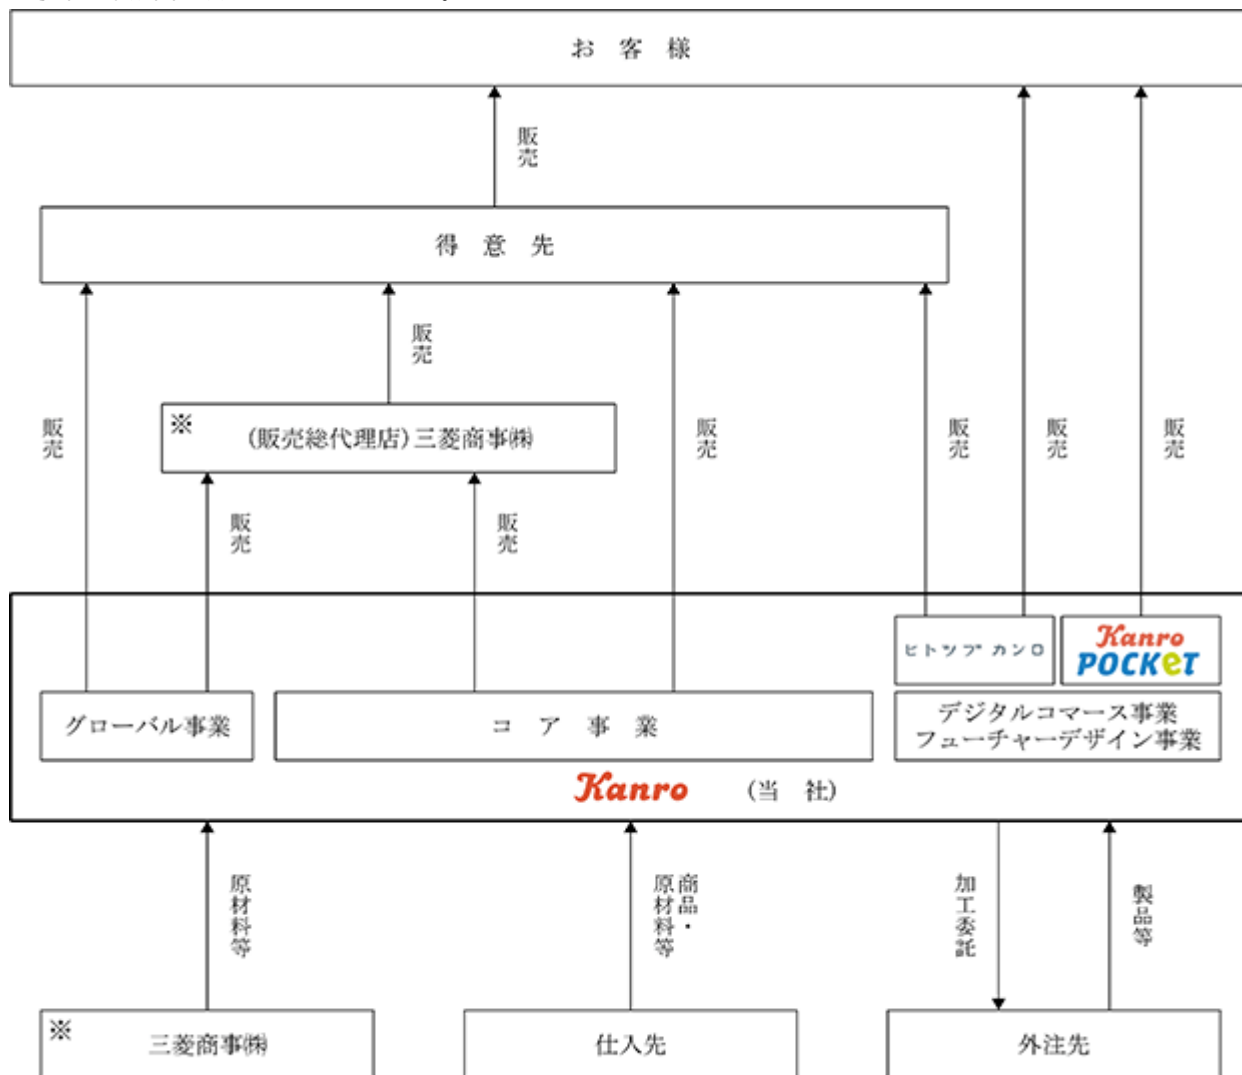 お 客 様
販売
得 意 先
販売
※ (販売総代理店)三菱商事㈱
販売
販売
販売
販売
販売
販売
販売
ヒトツブ カンロ
Kanro
POCKeT
グローバル事業
コ ア 事 業
デジタルコマース事業
フューチャーデザイン事業
Kanro (当 社)
原材料等
商品・
原材料等
加工委託
製品等
※ 三菱商事㈱
仕入先
外注先